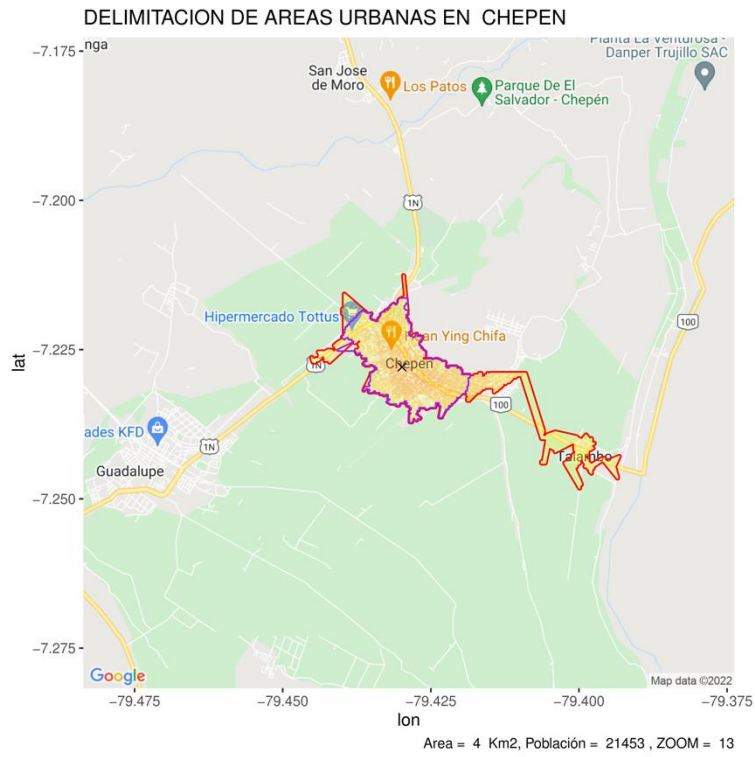 DELIMITACION DE AREAS URBANAS EN CHEPEN
nga
Planta La Venturosa -
Danper Trujillo SAC
−7.175
San Jose
de Moro
Los Patos
Parque De El
Salvador - Chepén
−7.200
1N
Hipermercado Tottus
100
Ying Chifa
−7.225
Chepén
1N
100
ades KFD
1N
Talambo
Guadalupe
−7.250
−7.275
Google
Map data ©2022
−79.475
−79.450
−79.425
−79.400
−79.375
lat
lon
Area = 4 Km2, Población = 21453 , ZOOM = 13